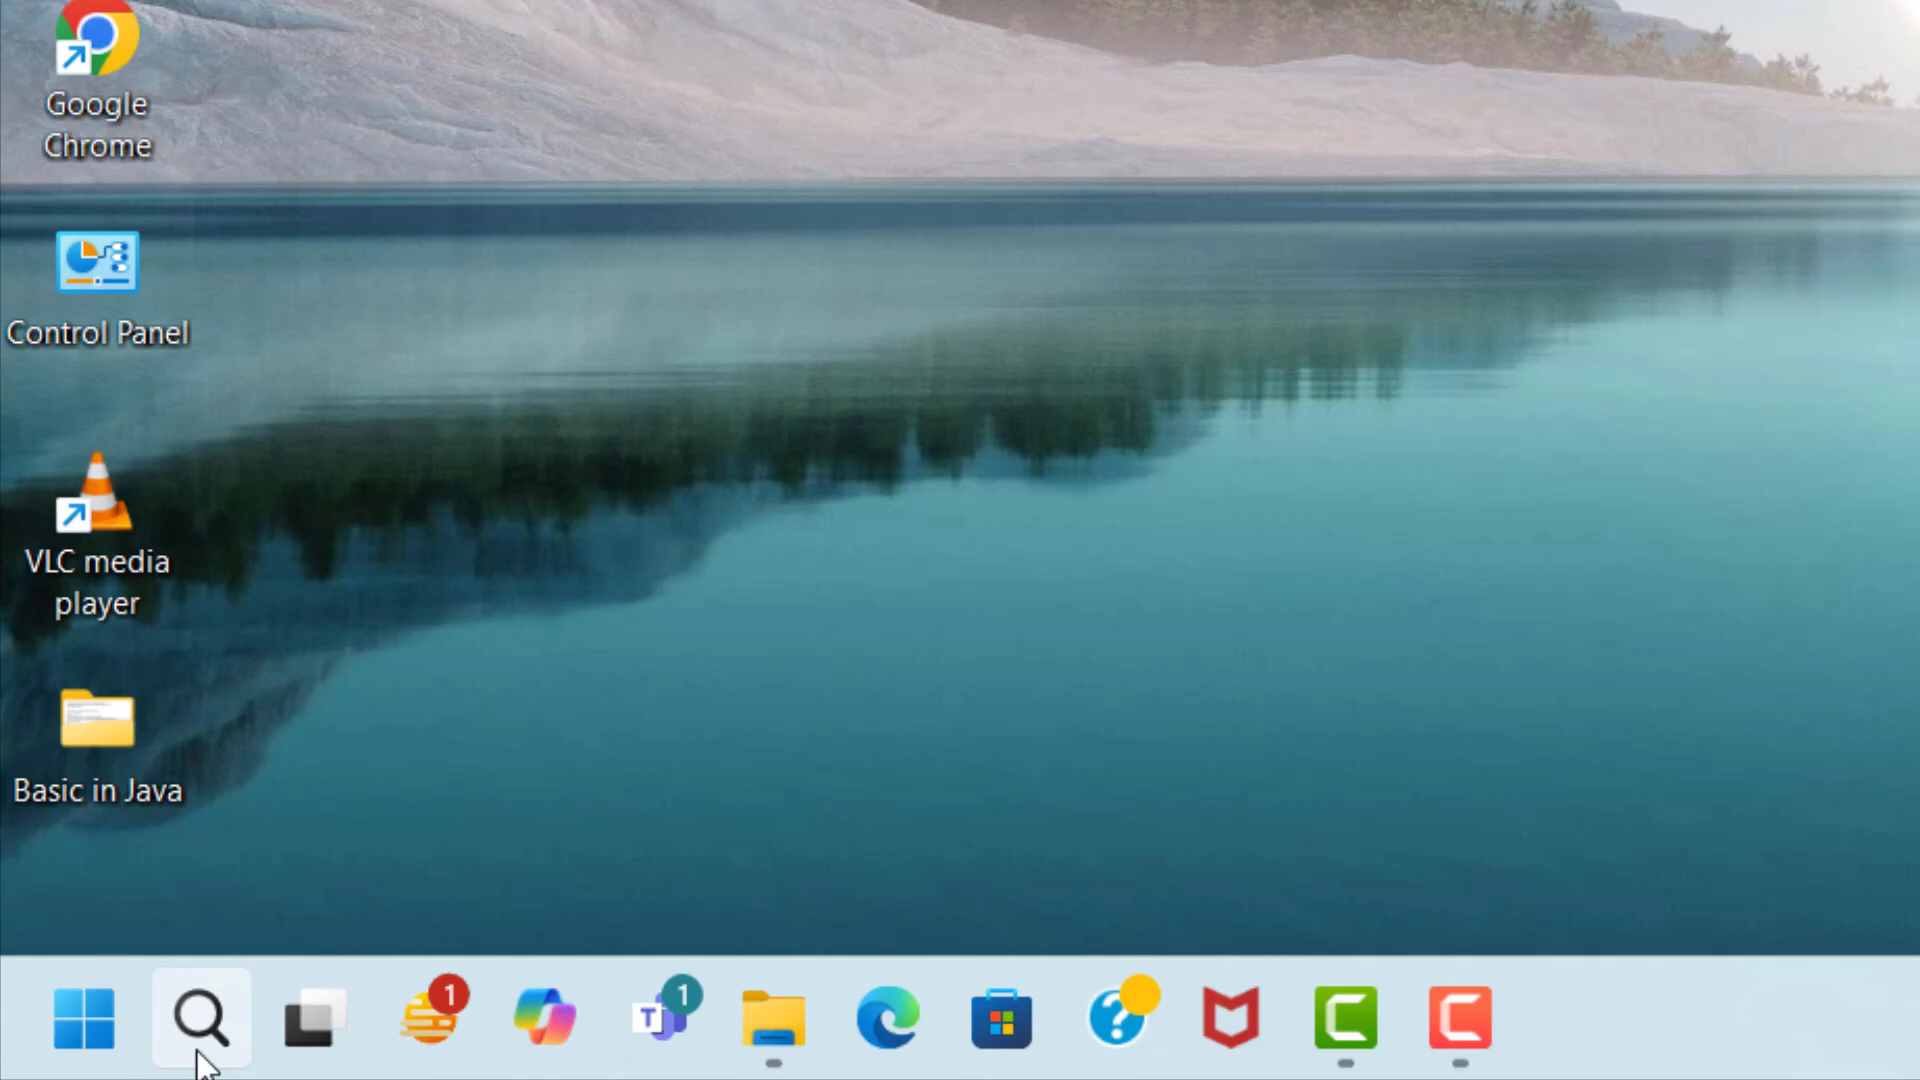 Google
Chrome
Control Panel
VLC media
player
Basic in Java
1
T
1
?